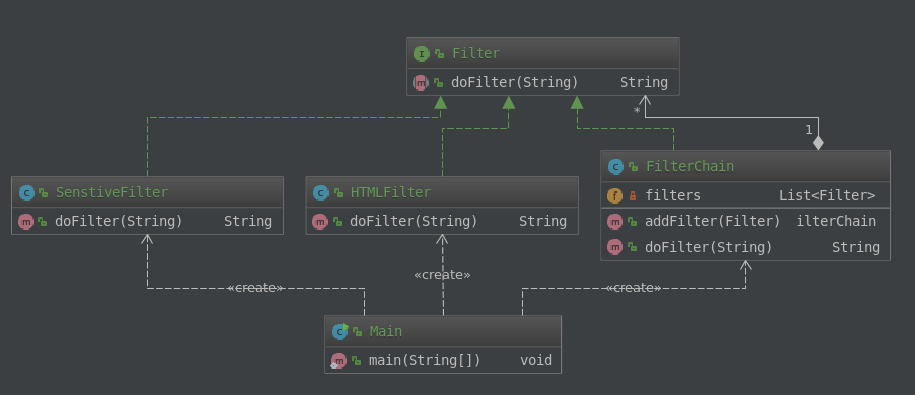 Filter
doFilter(String) String
*
1
SenstiveFilter
doFilter(String) String
HTMLFilter
doFilter(String) String
FilterChain
filters List<Filter>
addFilter(Filter) ilterChain
doFilter(String) String
«create»
«create»
«create»
Main
main(String[]) void